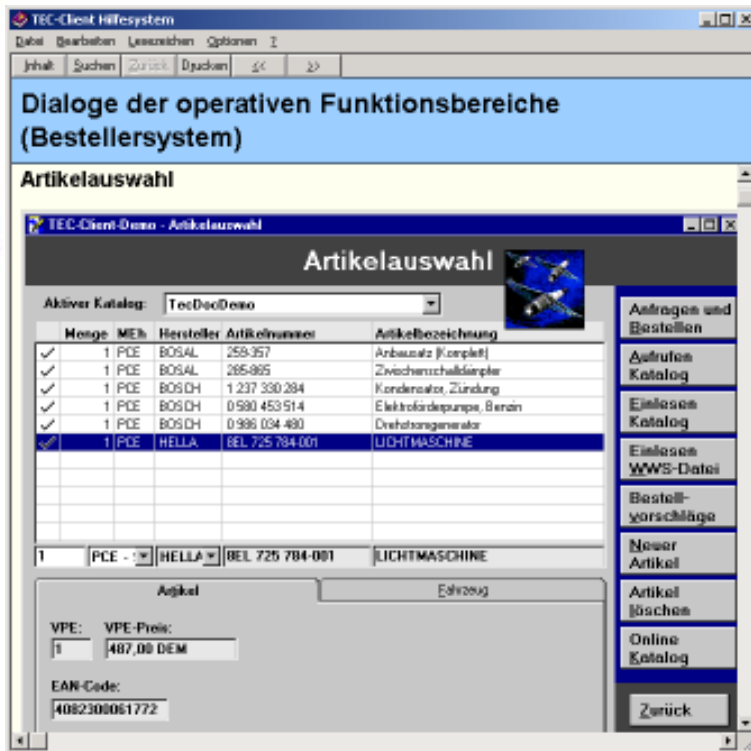 TEC-Client Hilfesystem
Datei Bearbeiten Lesezeichen Optionen ?
Inhalt Suchen Zurück Drucken << >>
Dialoge der operativen Funktionsbereiche
(Bestellersystem)
Artikelauswahl
TEC-Client-Demo - Artikelauswahl
Artikelauswahl
Aktiver Katalog: TecDocDemo
Menge MEh Hersteller Artikelnummer Artikelbezeichnung
1 PCE BOSAL 259-357 Anbausatz (Komplett)
1 PCE BOSAL 285-865 Zwischenschalldämpfer
1 PCE BOSCH 1 237 330 284 Kondensator, Zündung
1 PCE BOSCH 0 580 453 514 Elektroförderpumpe, Benzin
1 PCE BOSCH 0 986 034 480 Drehstromgenerator
1 PCE HELLA 8EL 725 784-001 LICHTMASCHINE
1 PCE - HELLA 8EL 725 784-001 LICHTMASCHINE
Artikel Fahrzeug
VPE: VPE-Preis:
1 487,00 DEM
EAN-Code:
4082300061772
Anfragen und
Bestellen
Aufrufen
Katalog
Einlesen
Katalog
Einlesen
WWS-Datei
Bestell-
vorschläge
Neuer
Artikel
Artikel
löschen
Online
Katalog
Zurück